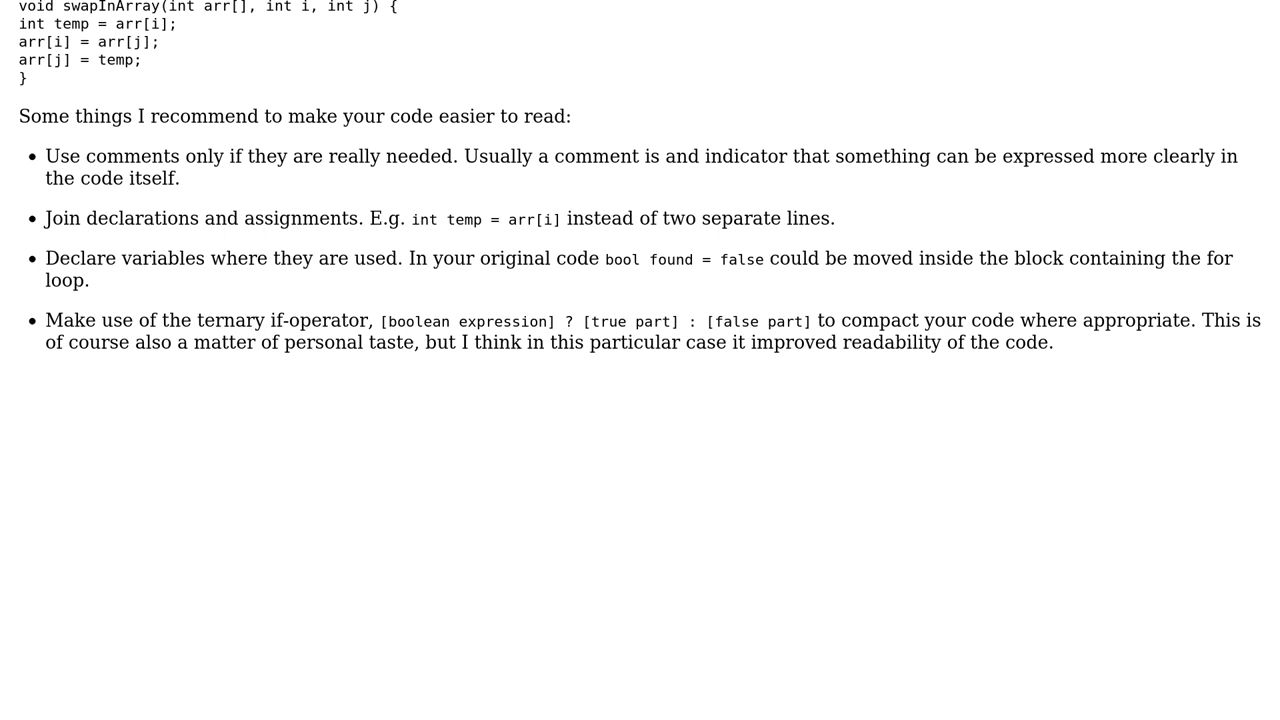 void swapInArray(int arr[], int i, int j) {
int temp = arr[i];
arr[i] = arr[j];
arr[j] = temp;
}
Some things I recommend to make your code easier to read:
• Use comments only if they are really needed. Usually a comment is and indicator that something can be expressed more clearly in
the code itself.
• Join declarations and assignments. E.g. int temp = arr[i] instead of two separate lines.
• Declare variables where they are used. In your original code bool found = false could be moved inside the block containing the for
loop.
• Make use of the ternary if-operator, [boolean expression] ? [true part] : [false part] to compact your code where appropriate. This is
of course also a matter of personal taste, but I think in this particular case it improved readability of the code.